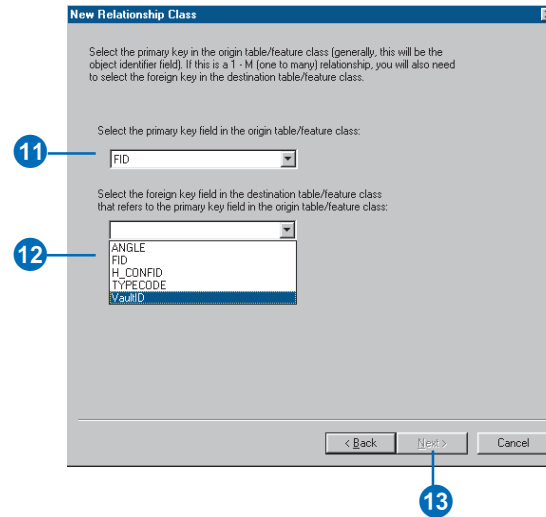 New Relationship Class
Select the primary key in the origin table/feature class (generally, this will be the
object identifier field). If this is a 1 - M (one to many) relationship, you will also need
to select the foreign key in the destination table/feature class.
Select the primary key field in the origin table/feature class:
11
FID
Select the foreign key field in the destination table/feature class
that refers to the primary key field in the origin table/feature class:
12
ANGLE
FID
H_CONFID
TYPECODE
VaultID
< Back
Next >
Cancel
13